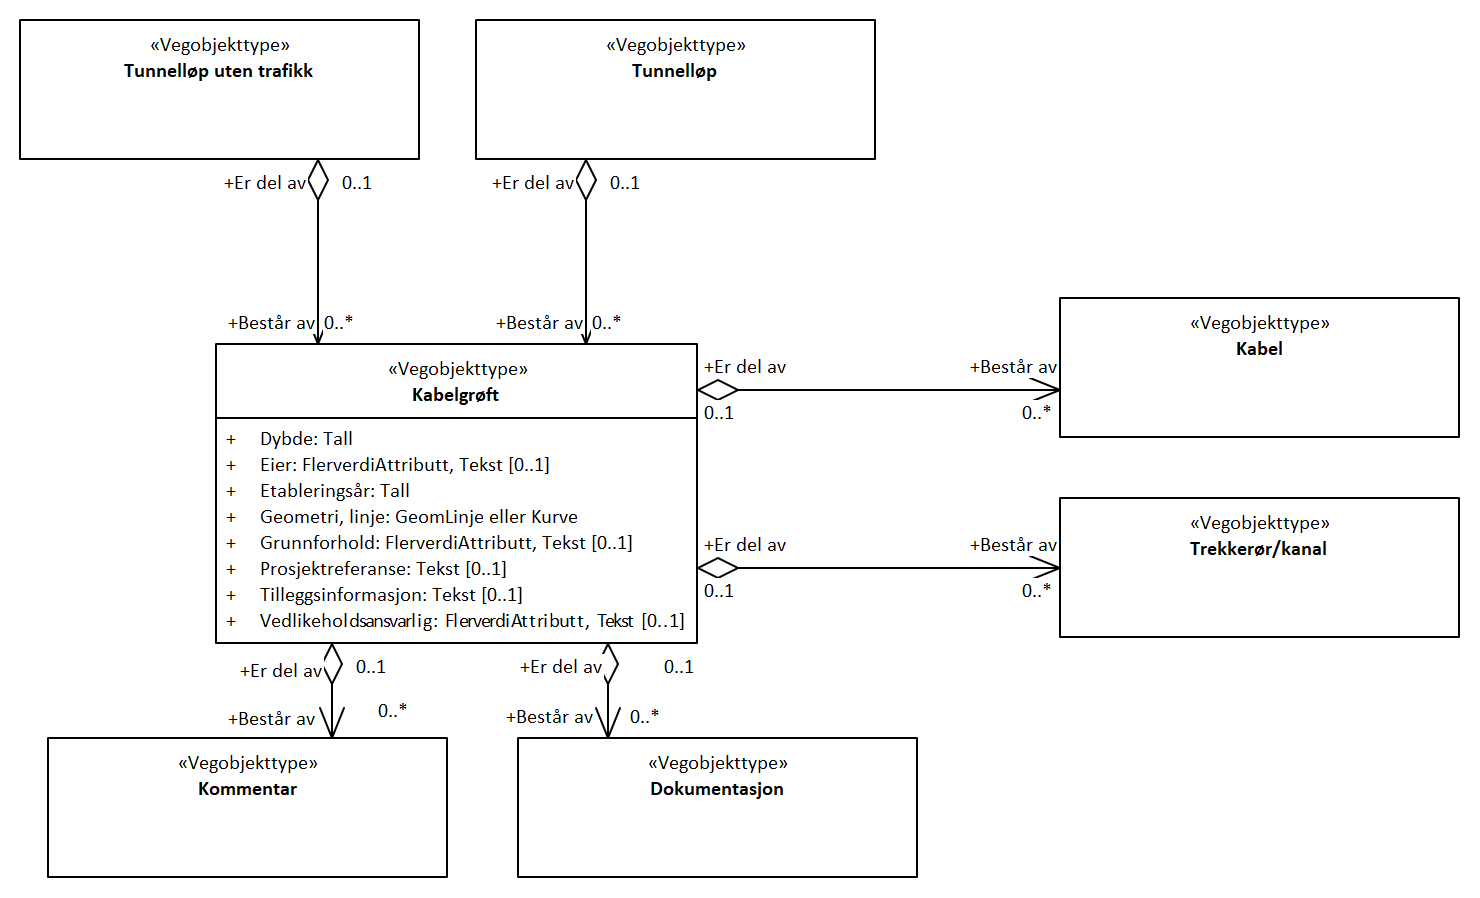 «Vegobjekttype»
Tunnelløp uten trafikk
«Vegobjekttype»
Tunnelløp
+Er del av
0..1
+Er del av
0..1
+Består av
0..*
+Består av
0..*
«Vegobjekttype»
Kabel
«Vegobjekttype»
Kabelgrøft
+Er del av
0..1
+Består av
0..*
+ Dybde: Tall
+ Eier: FlerverdiAttributt, Tekst [0..1]
+ Etableringsår: Tall
+ Geometri, linje: GeomLinje eller Kurve
+ Grunnforhold: FlerverdiAttributt, Tekst [0..1]
+ Prosjektreferanse: Tekst [0..1]
+ Tilleggsinformasjon: Tekst [0..1]
+ Vedlikeholdsansvarlig: FlerverdiAttributt, Tekst [0..1]
+Er del av
0..1
+Består av
0..*
«Vegobjekttype»
Trekkerør/kanal
+Er del av
0..1
+Er del av
0..1
+Består av
0..*
+Består av
0..*
«Vegobjekttype»
Kommentar
«Vegobjekttype»
Dokumentasjon